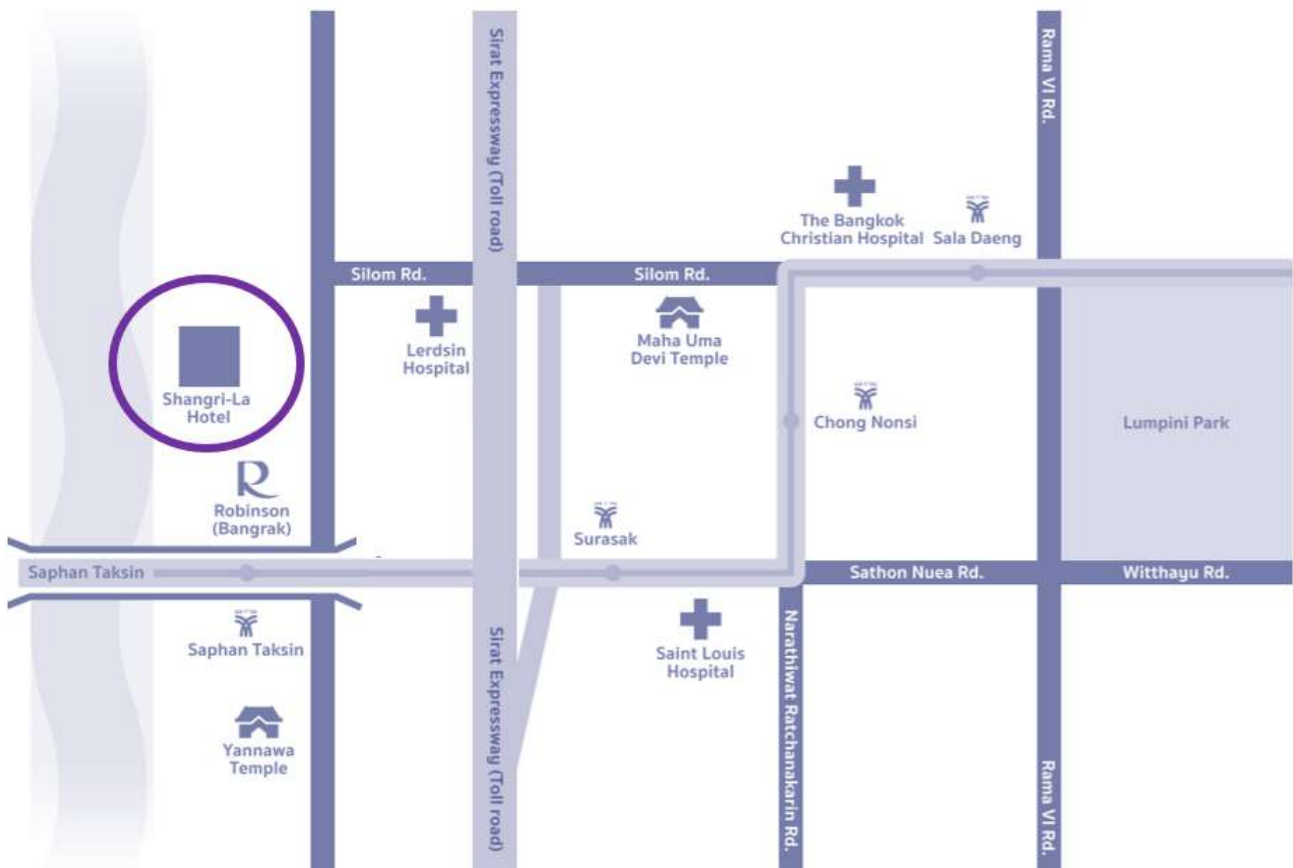 Sirat Expressway (Toll road)
Rama VI Rd.
The Bangkok
Christian Hospital
Sala Daeng
Silom Rd.
Silom Rd.
Lerdsin
Hospital
Maha Uma
Devi Temple
Shangri-La
Hotel
Chong Nonsi
Lumpini Park
R
Robinson
(Bangrak)
Surasak
Saphan Taksin
Sathon Nuea Rd.
Witthayu Rd.
Saphan Taksin
Sirat Expressway (Toll road)
Saint Louis
Hospital
Narathiwat Ratchanakarin Rd.
Yannawa
Temple
Rama VI Rd.